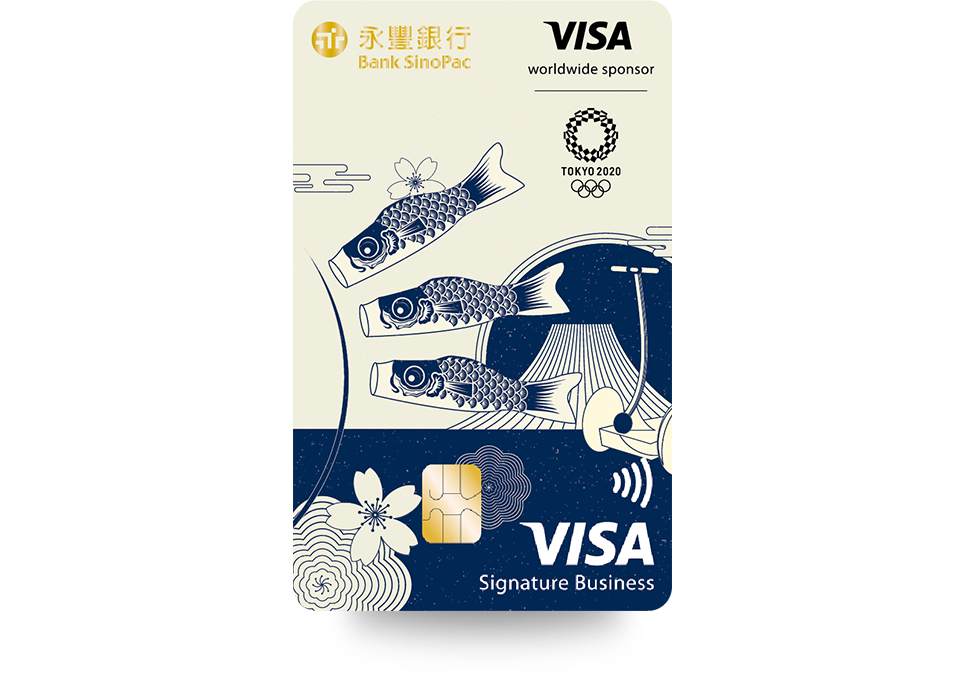 永豐銀行
Bank SinoPac
VISA
worldwide sponsor
TOKYO 2020
VISA
Signature Business